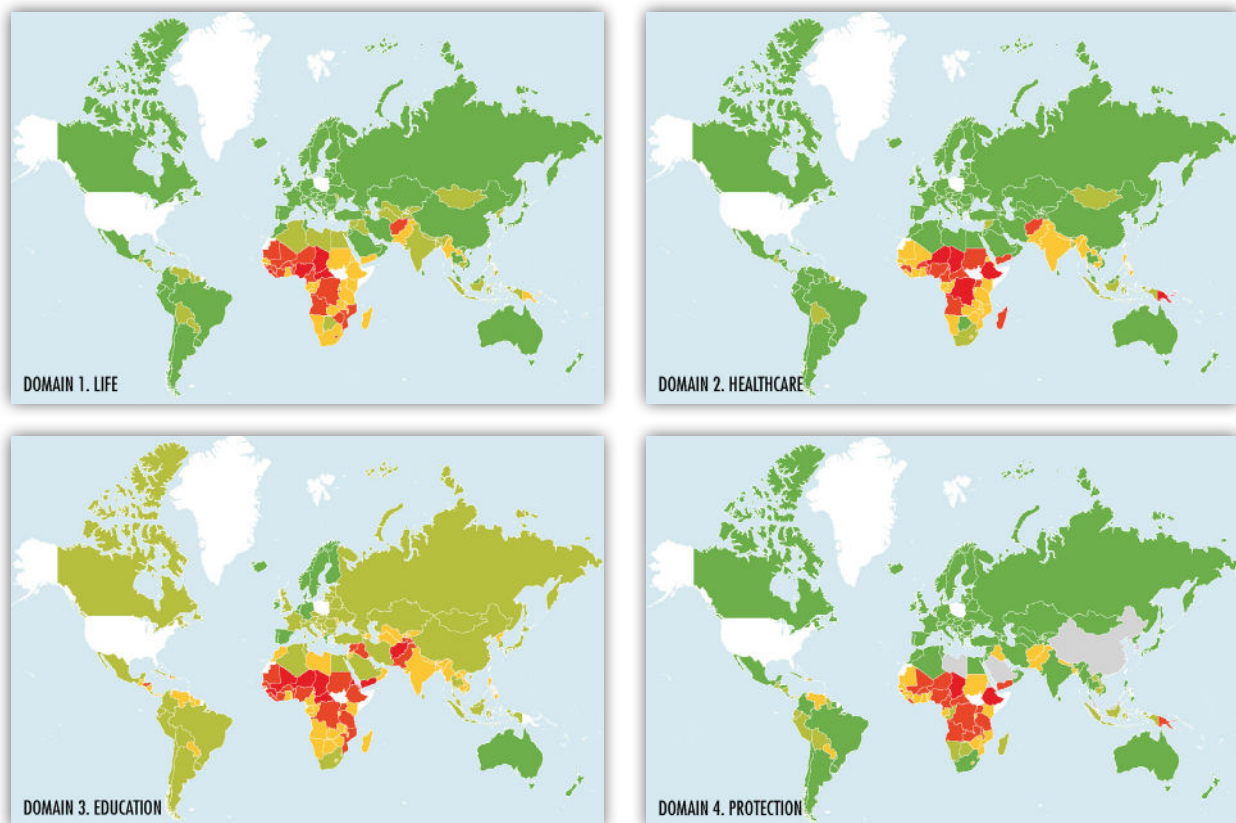 DOMAIN 1. LIFE
DOMAIN 2. HEALTHCARE
DOMAIN 3. EDUCATION
DOMAIN 4. PROTECTION